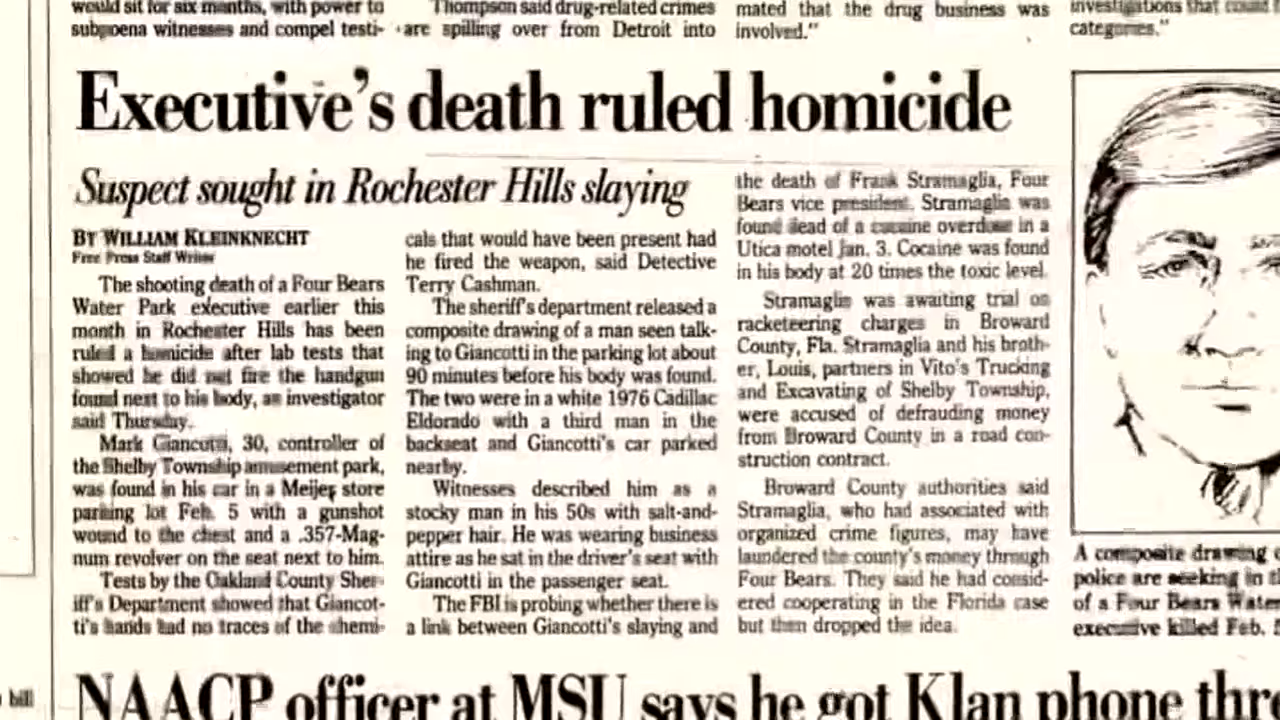 would sit for six months, with power to
subpoena witnesses and compel testi-
Thompson said drug-related crimes
are spilling over from Detroit into
mated that the drug business was
involved."
investigations that could
categories."
Executive's death ruled homicide
Suspect sought in Rochester Hills slaying
BY WILLIAM KLEINKNECHT
Free Press Staff Writer
The shooting death of a Four Bears
Water Park executive earlier this
month in Rochester Hills has been
ruled a homicide after lab tests that
showed he did not fire the handgun
found next to his body, an investigator
said Thursday.
Mark Giancotti, 30, controller of
the Shelby Township amusement park,
was found in his car in a Meijer store
parking lot Feb. 5 with a gunshot
wound to the chest and a .357-Mag-
num revolver on the seat next to him.
Tests by the Oakland County Sher-
iff's Department showed that Giancot-
ti's hands had no traces of the chemi-
cals that would have been present had
he fired the weapon, said Detective
Terry Cashman.
The sheriff's department released a
composite drawing of a man seen talk-
ing to Giancotti in the parking lot about
90 minutes before his body was found.
The two were in a white 1976 Cadillac
Eldorado with a third man in the
backseat and Giancotti's car parked
nearby.
Witnesses described him as a
stocky man in his 50s with salt-and-
pepper hair. He was wearing business
attire as he sat in the driver's seat with
Giancotti in the passenger seat.
The FBI is probing whether there is
a link between Giancotti's slaying and
the death of Frank Stramaglia, Four
Bears vice president. Stramaglia was
found dead of a cocaine overdose in a
Utica motel Jan. 3. Cocaine was found
in his body at 20 times the toxic level.
Stramaglia was awaiting trial on
racketeering charges in Broward
County, Fla. Stramaglia and his broth-
er, Louis, partners in Vito's Trucking
and Excavating of Shelby Township,
were accused of defrauding money
from Broward County in a road con-
struction contract.
Broward County authorities said
Stramaglia, who had associated with
organized crime figures, may have
laundered the county's money through
Four Bears. They said he had consid-
ered cooperating in the Florida case
but then dropped the idea.
A composite drawing
police are seeking in
of a Four Bears Water
executive killed Feb.
bill
NAACP officer at MSU says he got Klan phone thre